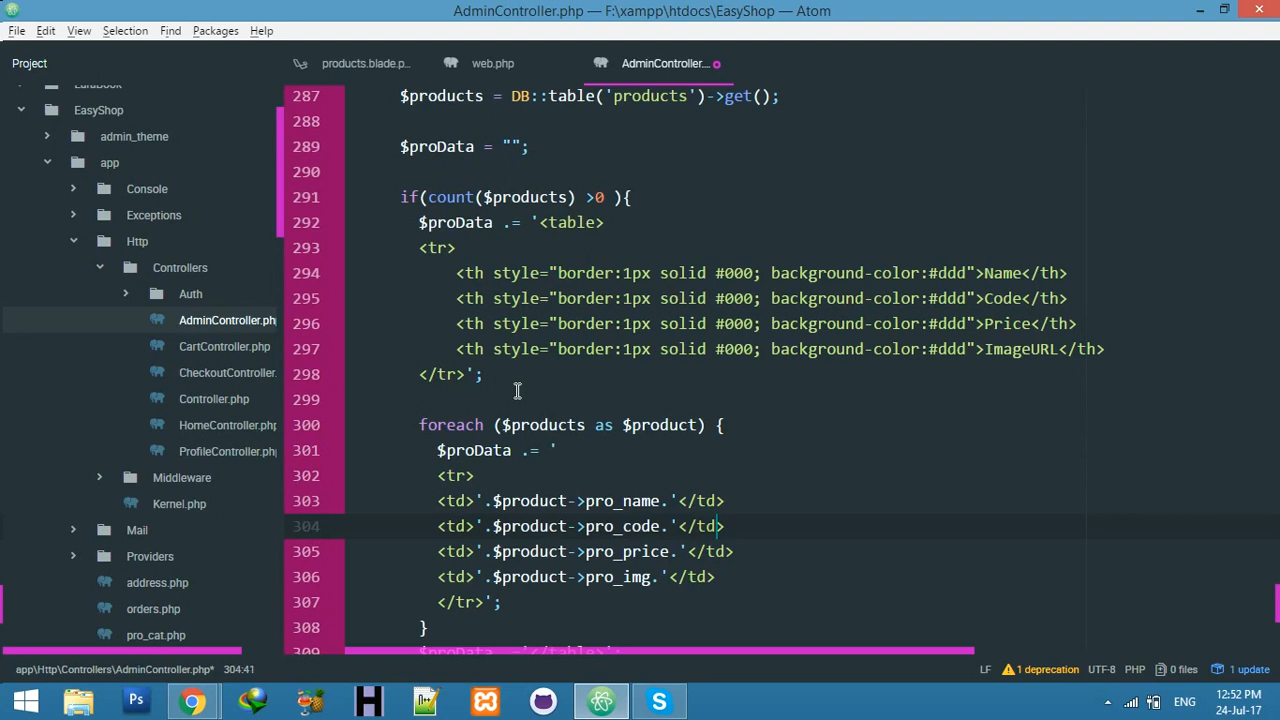 AdminController.php — F:\xampp\htdocs\EasyShop — Atom
File Edit View Selection Find Packages Help
Project
products.blade.p...
web.php
AdminController....
LaraBook
EasyShop
admin_theme
app
Console
Exceptions
Http
Controllers
Auth
AdminController.ph
CartController.php
CheckoutController.
Controller.php
HomeController.php
ProfileController.ph
Middleware
Kernel.php
Mail
Providers
address.php
orders.php
pro_cat.php
287 $products = DB::table('products')->get();
288
289 $proData = "";
290
291 if(count($products) >0 ){
292 $proData .= '<table>
293 <tr>
294 <th style="border:1px solid #000; background-color:#ddd">Name</th>
295 <th style="border:1px solid #000; background-color:#ddd">Code</th>
296 <th style="border:1px solid #000; background-color:#ddd">Price</th>
297 <th style="border:1px solid #000; background-color:#ddd">ImageURL</th>
298 </tr>';
299
300 foreach ($products as $product) {
301 $proData .= '
302 <tr>
303 <td>'.$product->pro_name.'</td>
304 <td>'.$product->pro_code.'</td>
305 <td>'.$product->pro_price.'</td>
306 <td>'.$product->pro_img.'</td>
307 </tr>';
308 }
309 $proData .='</table>';
app\Http\Controllers\AdminController.php* 304:41
LF 1 deprecation UTF-8 PHP 0 files 1 update
Ps
H
S
ENG
12:52 PM
24-Jul-17